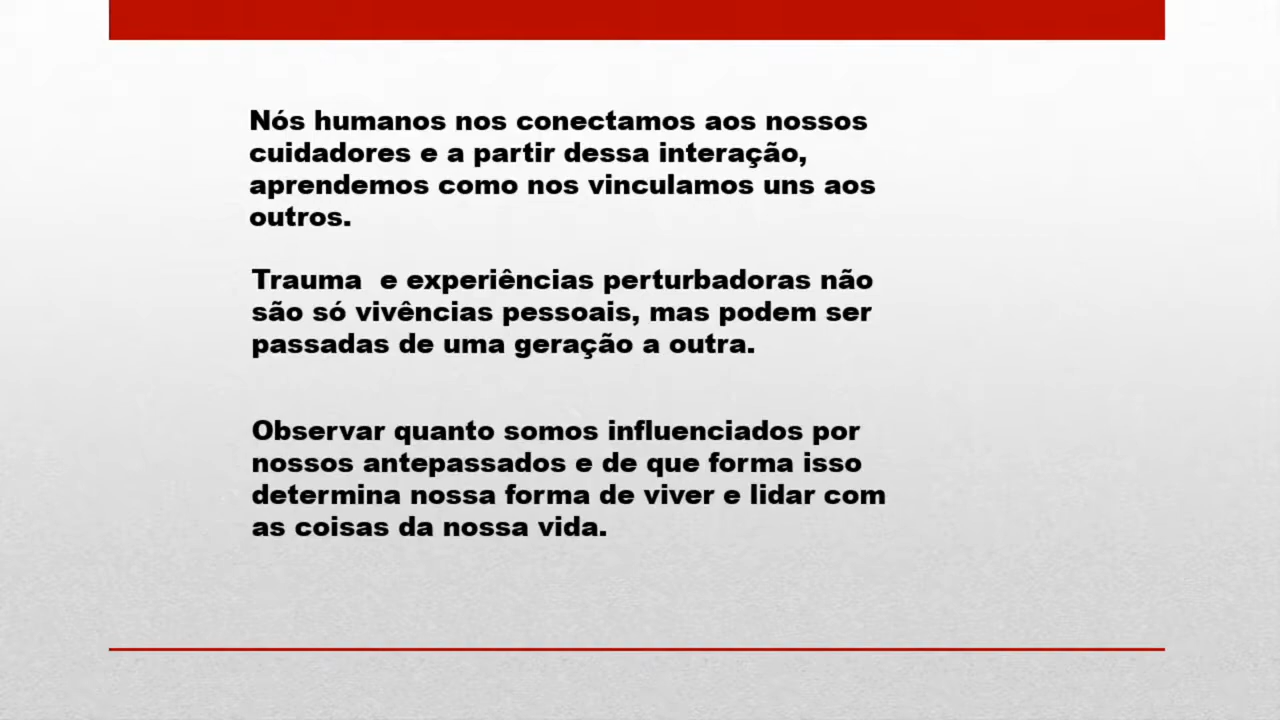 Nós humanos nos conectamos aos nossos
cuidadores e a partir dessa interação,
aprendemos como nos vinculamos uns aos
outros.
Trauma  e experiências perturbadoras não
são só vivências pessoais, mas podem ser
passadas de uma geração a outra.
Observar quanto somos influenciados por
nossos antepassados e de que forma isso
determina nossa forma de viver e lidar com
as coisas da nossa vida.